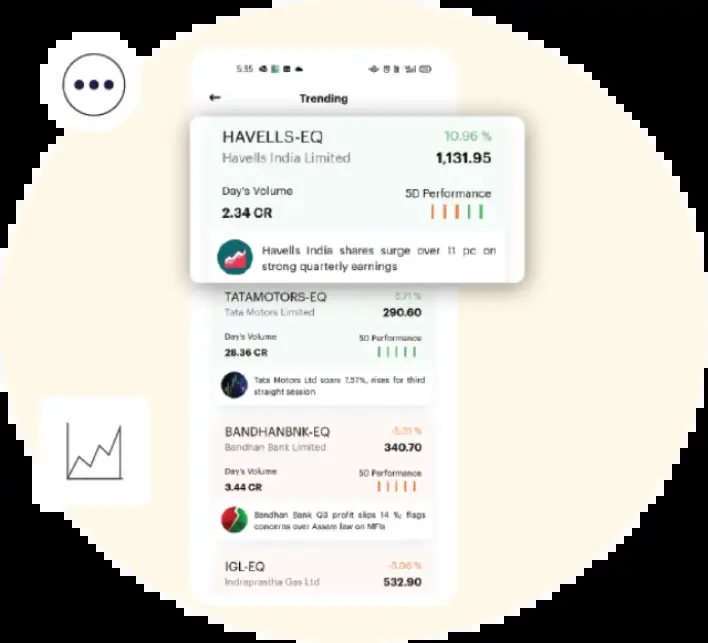 5:35
Trending
HAVELLS-EQ 10.96 %
Havells India Limited 1,131.95
Day's Volume 5D Performance
2.34 CR
Havells India shares surge over 11 pc on
strong quarterly earnings
TATAMOTORS-EQ
Tata Motors Limited 290.60
Day's Volume 5D Performance
28.36 CR
Tata Motors Ltd soars 7.57%, rises for third
straight session
BANDHANBNK-EQ -5.31 %
Bandhan Bank Limited 340.70
Day's Volume 5D Performance
3.44 CR
Bandhan Bank Q3 profit slips 14 %, flags
concerns over Assam law on MFIs
IGL-EQ -3.06 %
Indraprastha Gas Ltd 532.90